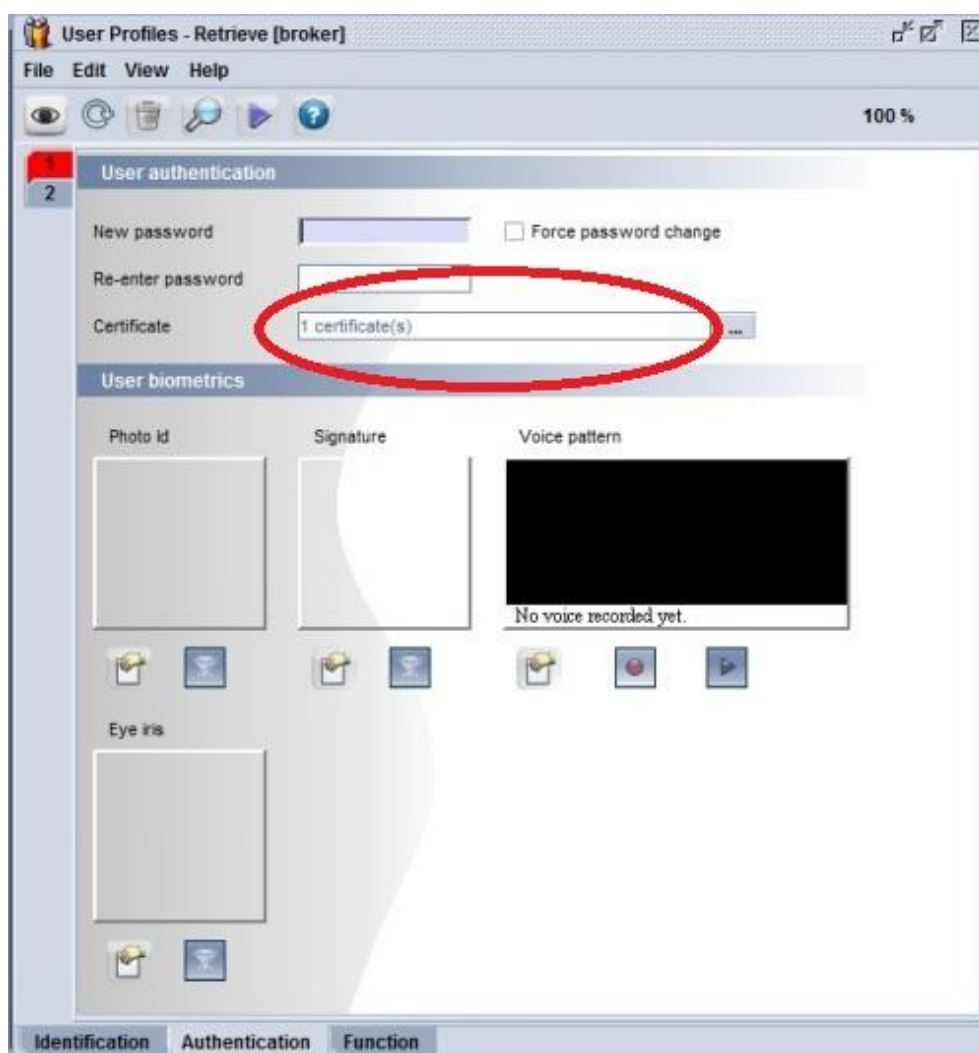 User Profiles - Retrieve [broker]
File Edit View Help
100 %
1
2
User authentication
New password
Force password change
Re-enter password
Certificate
1 certificate(s)
...
User biometrics
Photo Id
Signature
Voice pattern
No voice recorded yet.
Eye iris
Identification Authentication Function